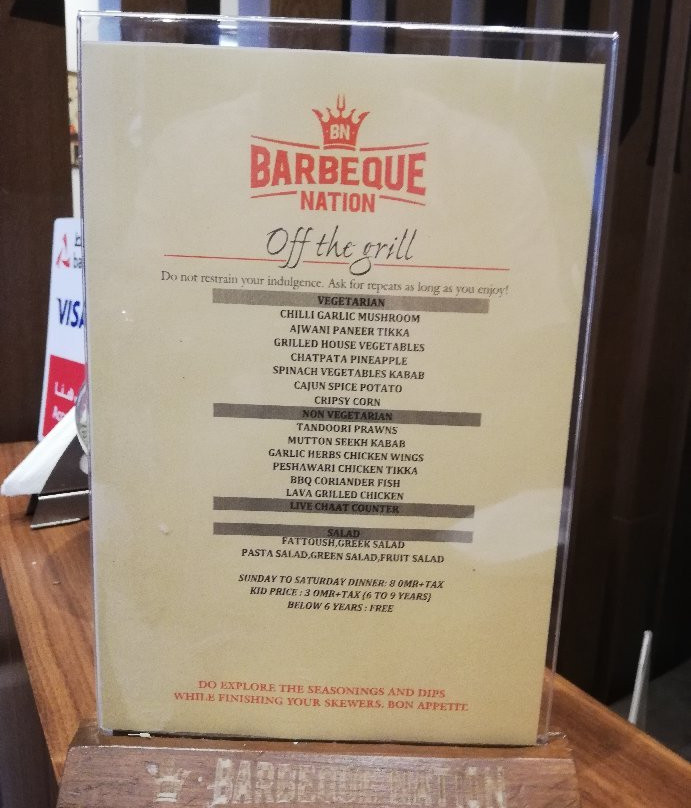 BN
BARBEQUE
NATION
Off the grill
Do not restrain your indulgence. Ask for repeats as long as you enjoy!
VEGETARIAN
CHILLI GARLIC MUSHROOM
AJWANI PANEER TIKKA
GRILLED HOUSE VEGETABLES
CHATPATA PINEAPPLE
SPINACH VEGETABLES KABAB
CAJUN SPICE POTATO
CRIPSY CORN
NON VEGETARIAN
TANDOORI PRAWNS
MUTTON SEEKH KABAB
GARLIC HERBS CHICKEN WINGS
PESHAWARI CHICKEN TIKKA
BBQ CORIANDER FISH
LAVA GRILLED CHICKEN
LIVE CHAAT COUNTER
SALAD
FATTOUSH,GREEK SALAD
PASTA SALAD,GREEN SALAD,FRUIT SALAD
SUNDAY TO SATURDAY DINNER: 8 OMR+TAX
KID PRICE : 3 OMR+TAX (6 TO 9 YEARS)
BELOW 6 YEARS : FREE
DO EXPLORE THE SEASONINGS AND DIPS
WHILE FINISHING YOUR SKEWERS. BON APPETIT.
BARBEQUE NATION
VISA